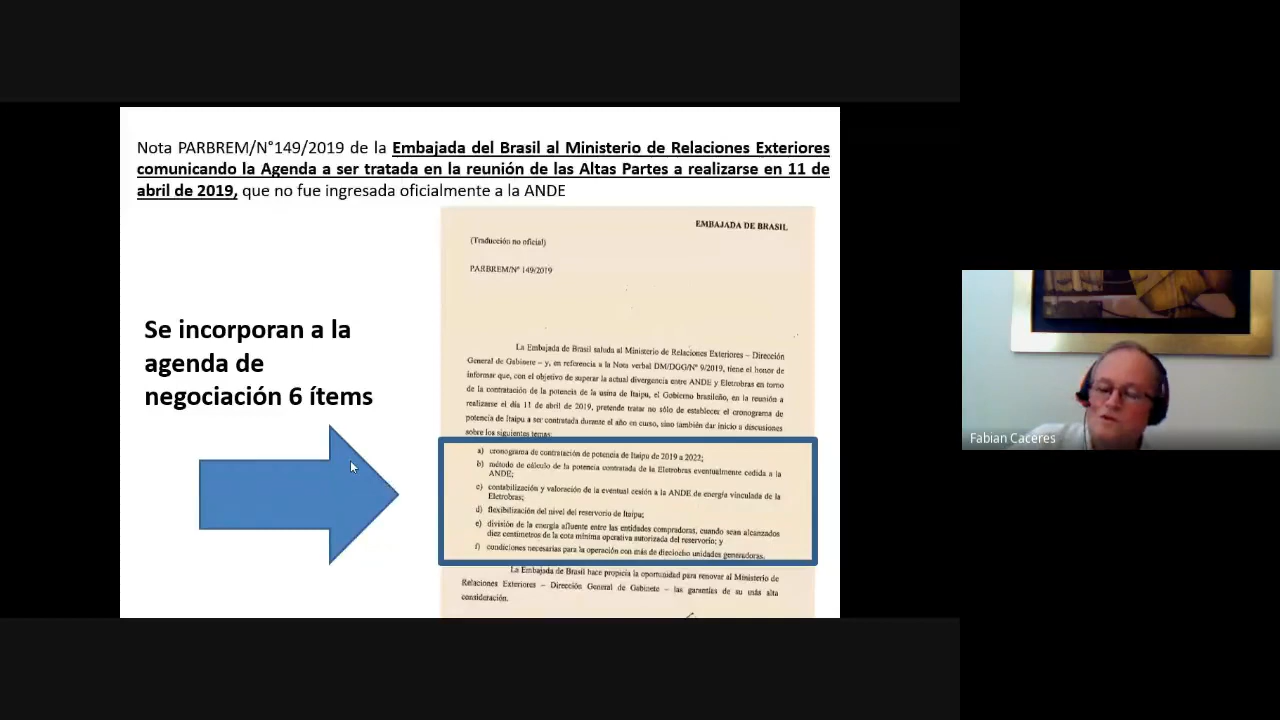 Nota PARBREM/N°149/2019 de la Embajada del Brasil al Ministerio de Relaciones Exteriores
comunicando la Agenda a ser tratada en la reunión de las Altas Partes a realizarse en 11 de
abril de 2019, que no fue ingresada oficialmente a la ANDE
EMBAJADA DE BRASIL
(Traducción no oficial)
PARBREM/N° 149/2019
Se incorporan a la
agenda de
negociación 6 ítems
La Embajada de Brasil saluda al Ministerio de Relaciones Exteriores – Dirección
General de Gabinete – y, en referencia a la Nota verbal DM/DGG/N° 9/2019, tiene el honor de
informar que, con el objetivo de superar la actual divergencia entre ANDE y Eletrobras en torno
de la contratación de la potencia de la usina de Itaipu, el Gobierno brasileño, en la reunión a
realizarse el día 11 de abril de 2019, pretende tratar no sólo de establecer el cronograma de
potencia de Itaipu a ser contratada durante el año en curso, sino también dar inicio a discusiones
sobre los siguientes temas:
a) cronograma de contratación de potencia de Itaipu de 2019 a 2022;
b) método de cálculo de la potencia contratada de la Eletrobras eventualmente cedida a la
ANDE;
c) contabilización y valoración de la eventual cesión a la ANDE de energía vinculada de la
Eletrobras;
d) flexibilización del nivel del reservorio de Itaipu;
e) división de la energía afluente entre las entidades compradoras, cuando sean alcanzados
diez centímetros de la cota mínima operativa autorizada del reservorio; y
f) condiciones necesarias para la operación con más de dieciocho unidades generadoras.
La Embajada de Brasil hace propicia la oportunidad para renovar al Ministerio de
Relaciones Exteriores – Dirección General de Gabinete – las garantías de su más alta
consideración.
Fabian Caceres